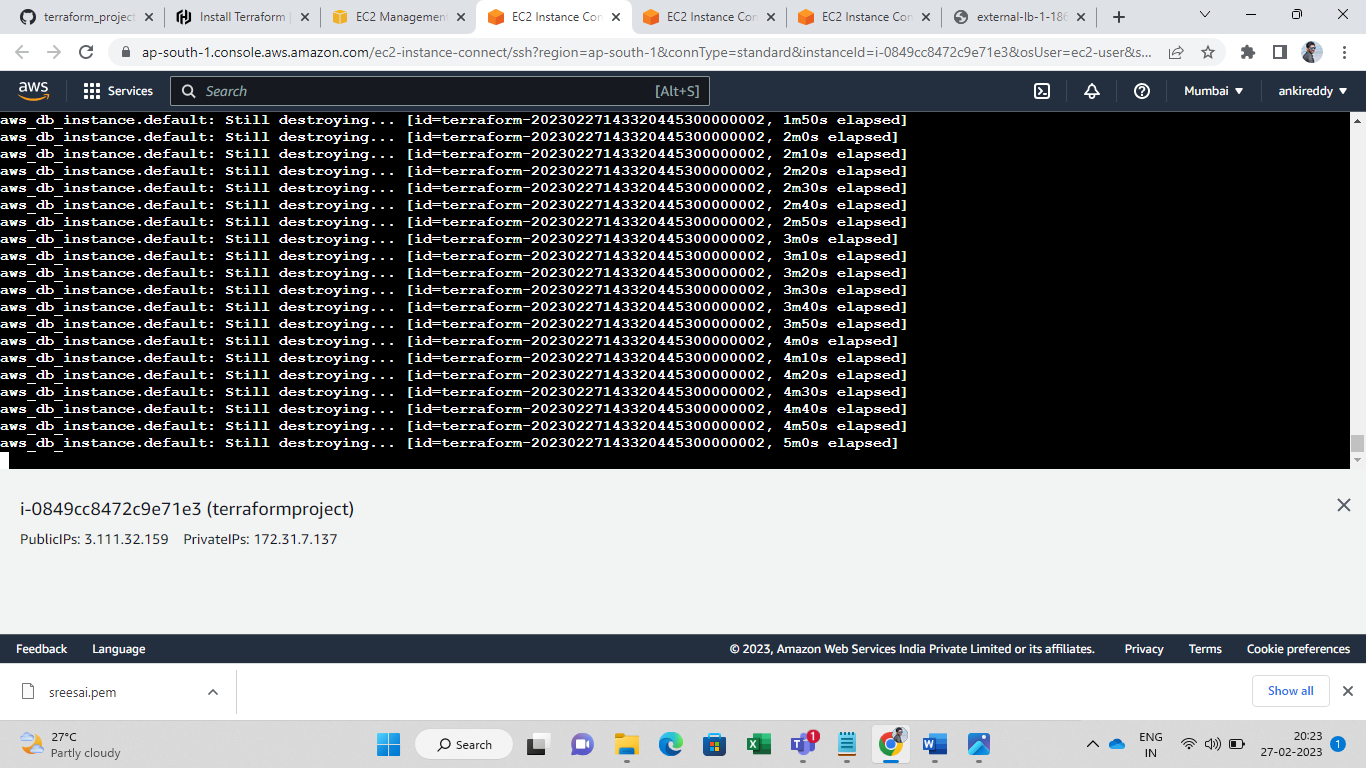 terraform_project
Install Terraform |
EC2 Management
EC2 Instance Con
EC2 Instance Con
EC2 Instance Con
external-lb-1-186
ap-south-1.console.aws.amazon.com/ec2-instance-connect/ssh?region=ap-south-1&connType=standard&instanceId=i-0849cc8472c9e71e3&osUser=ec2-user&s...
aws
Services
Search
[Alt+S]
Mumbai
ankireddy
aws_db_instance.default: Still destroying... [id=terraform-20230227143320445300000002, 1m50s elapsed]
aws_db_instance.default: Still destroying... [id=terraform-20230227143320445300000002, 2m0s elapsed]
aws_db_instance.default: Still destroying... [id=terraform-20230227143320445300000002, 2m10s elapsed]
aws_db_instance.default: Still destroying... [id=terraform-20230227143320445300000002, 2m20s elapsed]
aws_db_instance.default: Still destroying... [id=terraform-20230227143320445300000002, 2m30s elapsed]
aws_db_instance.default: Still destroying... [id=terraform-20230227143320445300000002, 2m40s elapsed]
aws_db_instance.default: Still destroying... [id=terraform-20230227143320445300000002, 2m50s elapsed]
aws_db_instance.default: Still destroying... [id=terraform-20230227143320445300000002, 3m0s elapsed]
aws_db_instance.default: Still destroying... [id=terraform-20230227143320445300000002, 3m10s elapsed]
aws_db_instance.default: Still destroying... [id=terraform-20230227143320445300000002, 3m20s elapsed]
aws_db_instance.default: Still destroying... [id=terraform-20230227143320445300000002, 3m30s elapsed]
aws_db_instance.default: Still destroying... [id=terraform-20230227143320445300000002, 3m40s elapsed]
aws_db_instance.default: Still destroying... [id=terraform-20230227143320445300000002, 3m50s elapsed]
aws_db_instance.default: Still destroying... [id=terraform-20230227143320445300000002, 4m0s elapsed]
aws_db_instance.default: Still destroying... [id=terraform-20230227143320445300000002, 4m10s elapsed]
aws_db_instance.default: Still destroying... [id=terraform-20230227143320445300000002, 4m20s elapsed]
aws_db_instance.default: Still destroying... [id=terraform-20230227143320445300000002, 4m30s elapsed]
aws_db_instance.default: Still destroying... [id=terraform-20230227143320445300000002, 4m40s elapsed]
aws_db_instance.default: Still destroying... [id=terraform-20230227143320445300000002, 4m50s elapsed]
aws_db_instance.default: Still destroying... [id=terraform-20230227143320445300000002, 5m0s elapsed]
i-0849cc8472c9e71e3 (terraformproject)
PublicIPs: 3.111.32.159 PrivateIPs: 172.31.7.137
Feedback
Language
© 2023, Amazon Web Services India Private Limited or its affiliates.
Privacy
Terms
Cookie preferences
sreesai.pem
Show all
27°C
Partly cloudy
Search
1
ENG
IN
20:23
27-02-2023
1